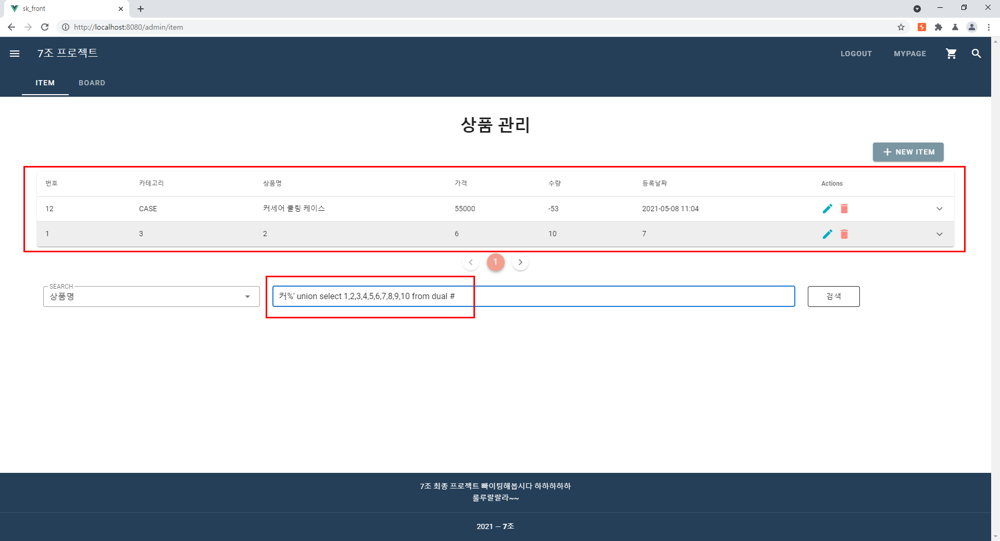 sk_front
http://localhost:8080/admin/item
7조 프로젝트
LOGOUT
MYPAGE
ITEM
BOARD
상품 관리
+ NEW ITEM
번호 카테고리 상품명 가격 수량 등록날짜 Actions
12 CASE 커세어 쿨링 케이스 55000 -53 2021-05-08 11:04
1 3 2 6 10 7
1
SEARCH
상품명
커%' union select 1,2,3,4,5,6,7,8,9,10 from dual #
검색
7조 최종 프로젝트 빠이팅해봅시다 하하하하하
룰루랄랄라~~
2021 — 7조